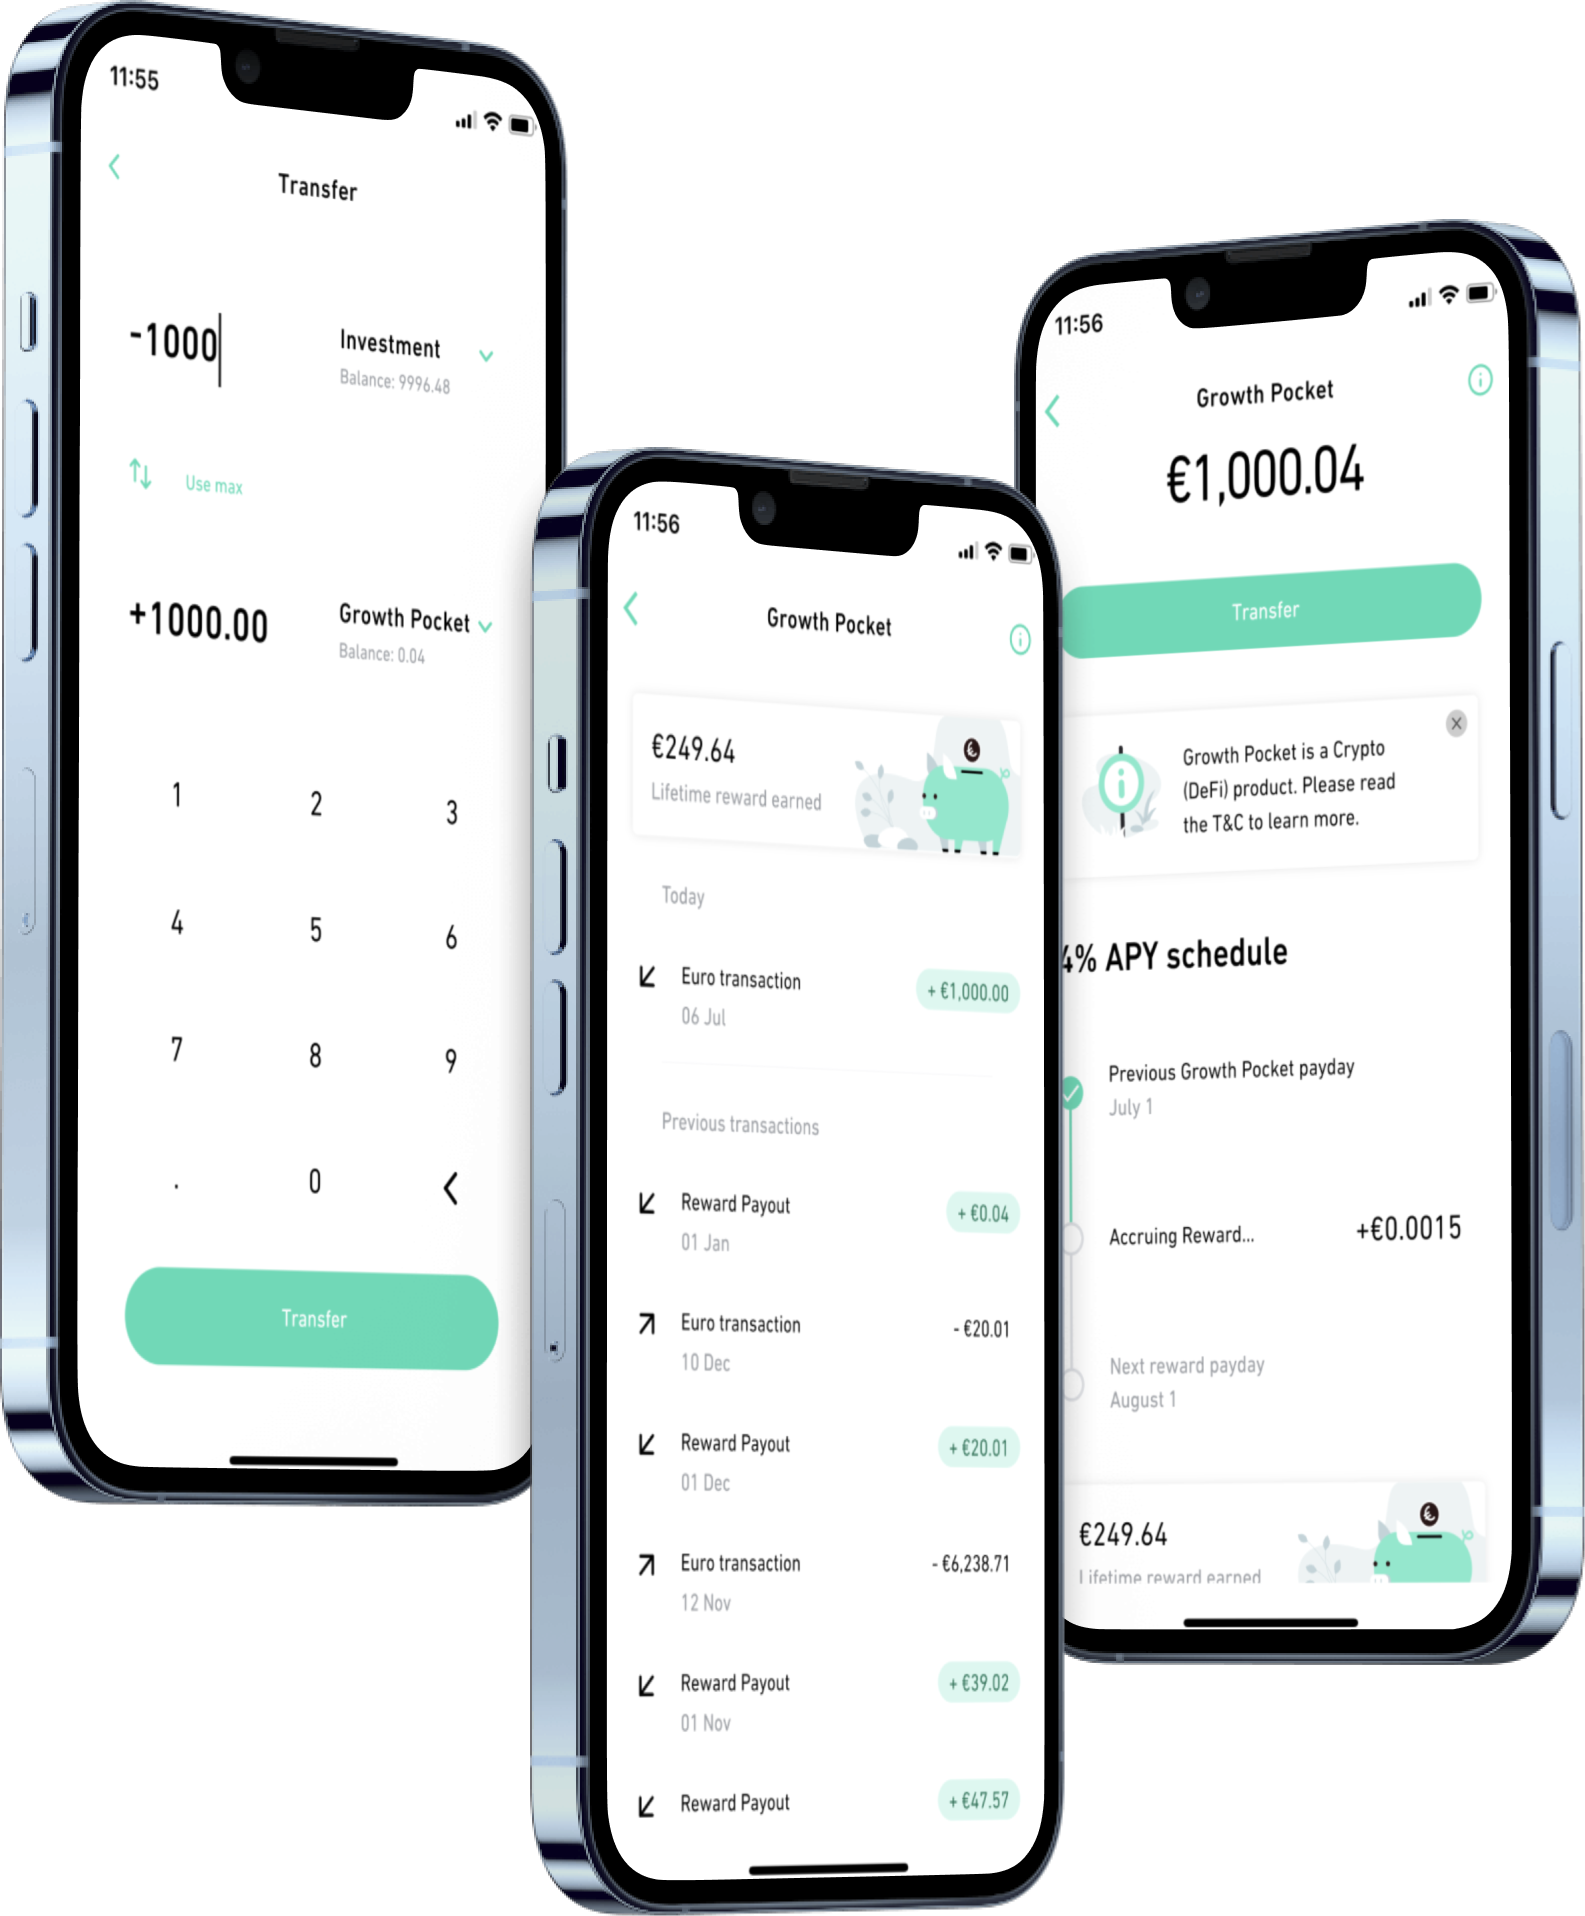 11:55
Transfer
-1000
Investment
Balance: 9996.48
Use max
+1000.00
Growth Pocket
Balance: 0.04
1 2 3
4 5 6
7 8 9
. 0
Transfer
11:56
Growth Pocket
€249.64
Lifetime reward earned
Today
Euro transaction + €1,000.00
06 Jul
Previous transactions
Reward Payout + €0.04
01 Jan
Euro transaction - €20.01
10 Dec
Reward Payout + €20.01
01 Dec
Euro transaction - €6,238.71
12 Nov
Reward Payout + €39.02
01 Nov
Reward Payout + €47.57
11:56
Growth Pocket
€1,000.04
Transfer
Growth Pocket is a Crypto
(DeFi) product. Please read
the T&C to learn more.
4% APY schedule
Previous Growth Pocket payday
July 1
Accruing Reward... +€0.0015
Next reward payday
August 1
€249.64
Lifetime reward earned